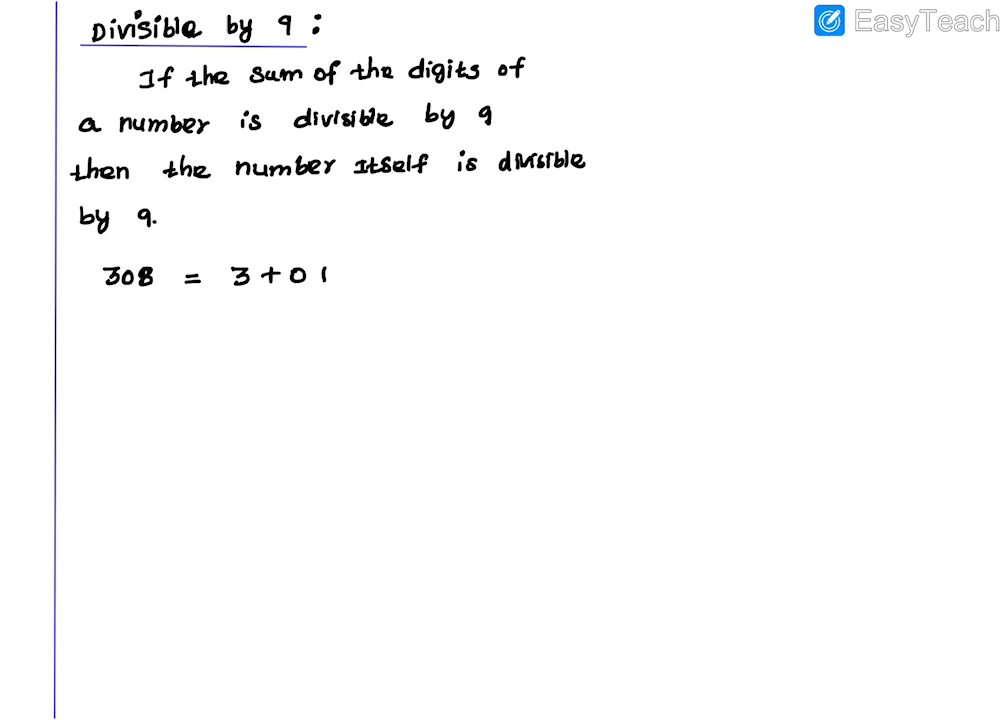 EasyTeach
Divisible by 9 :
If the sum of the digits of
a number is divisible by 9
then the number itself is divisible
by 9.
308 = 3 + 0 1